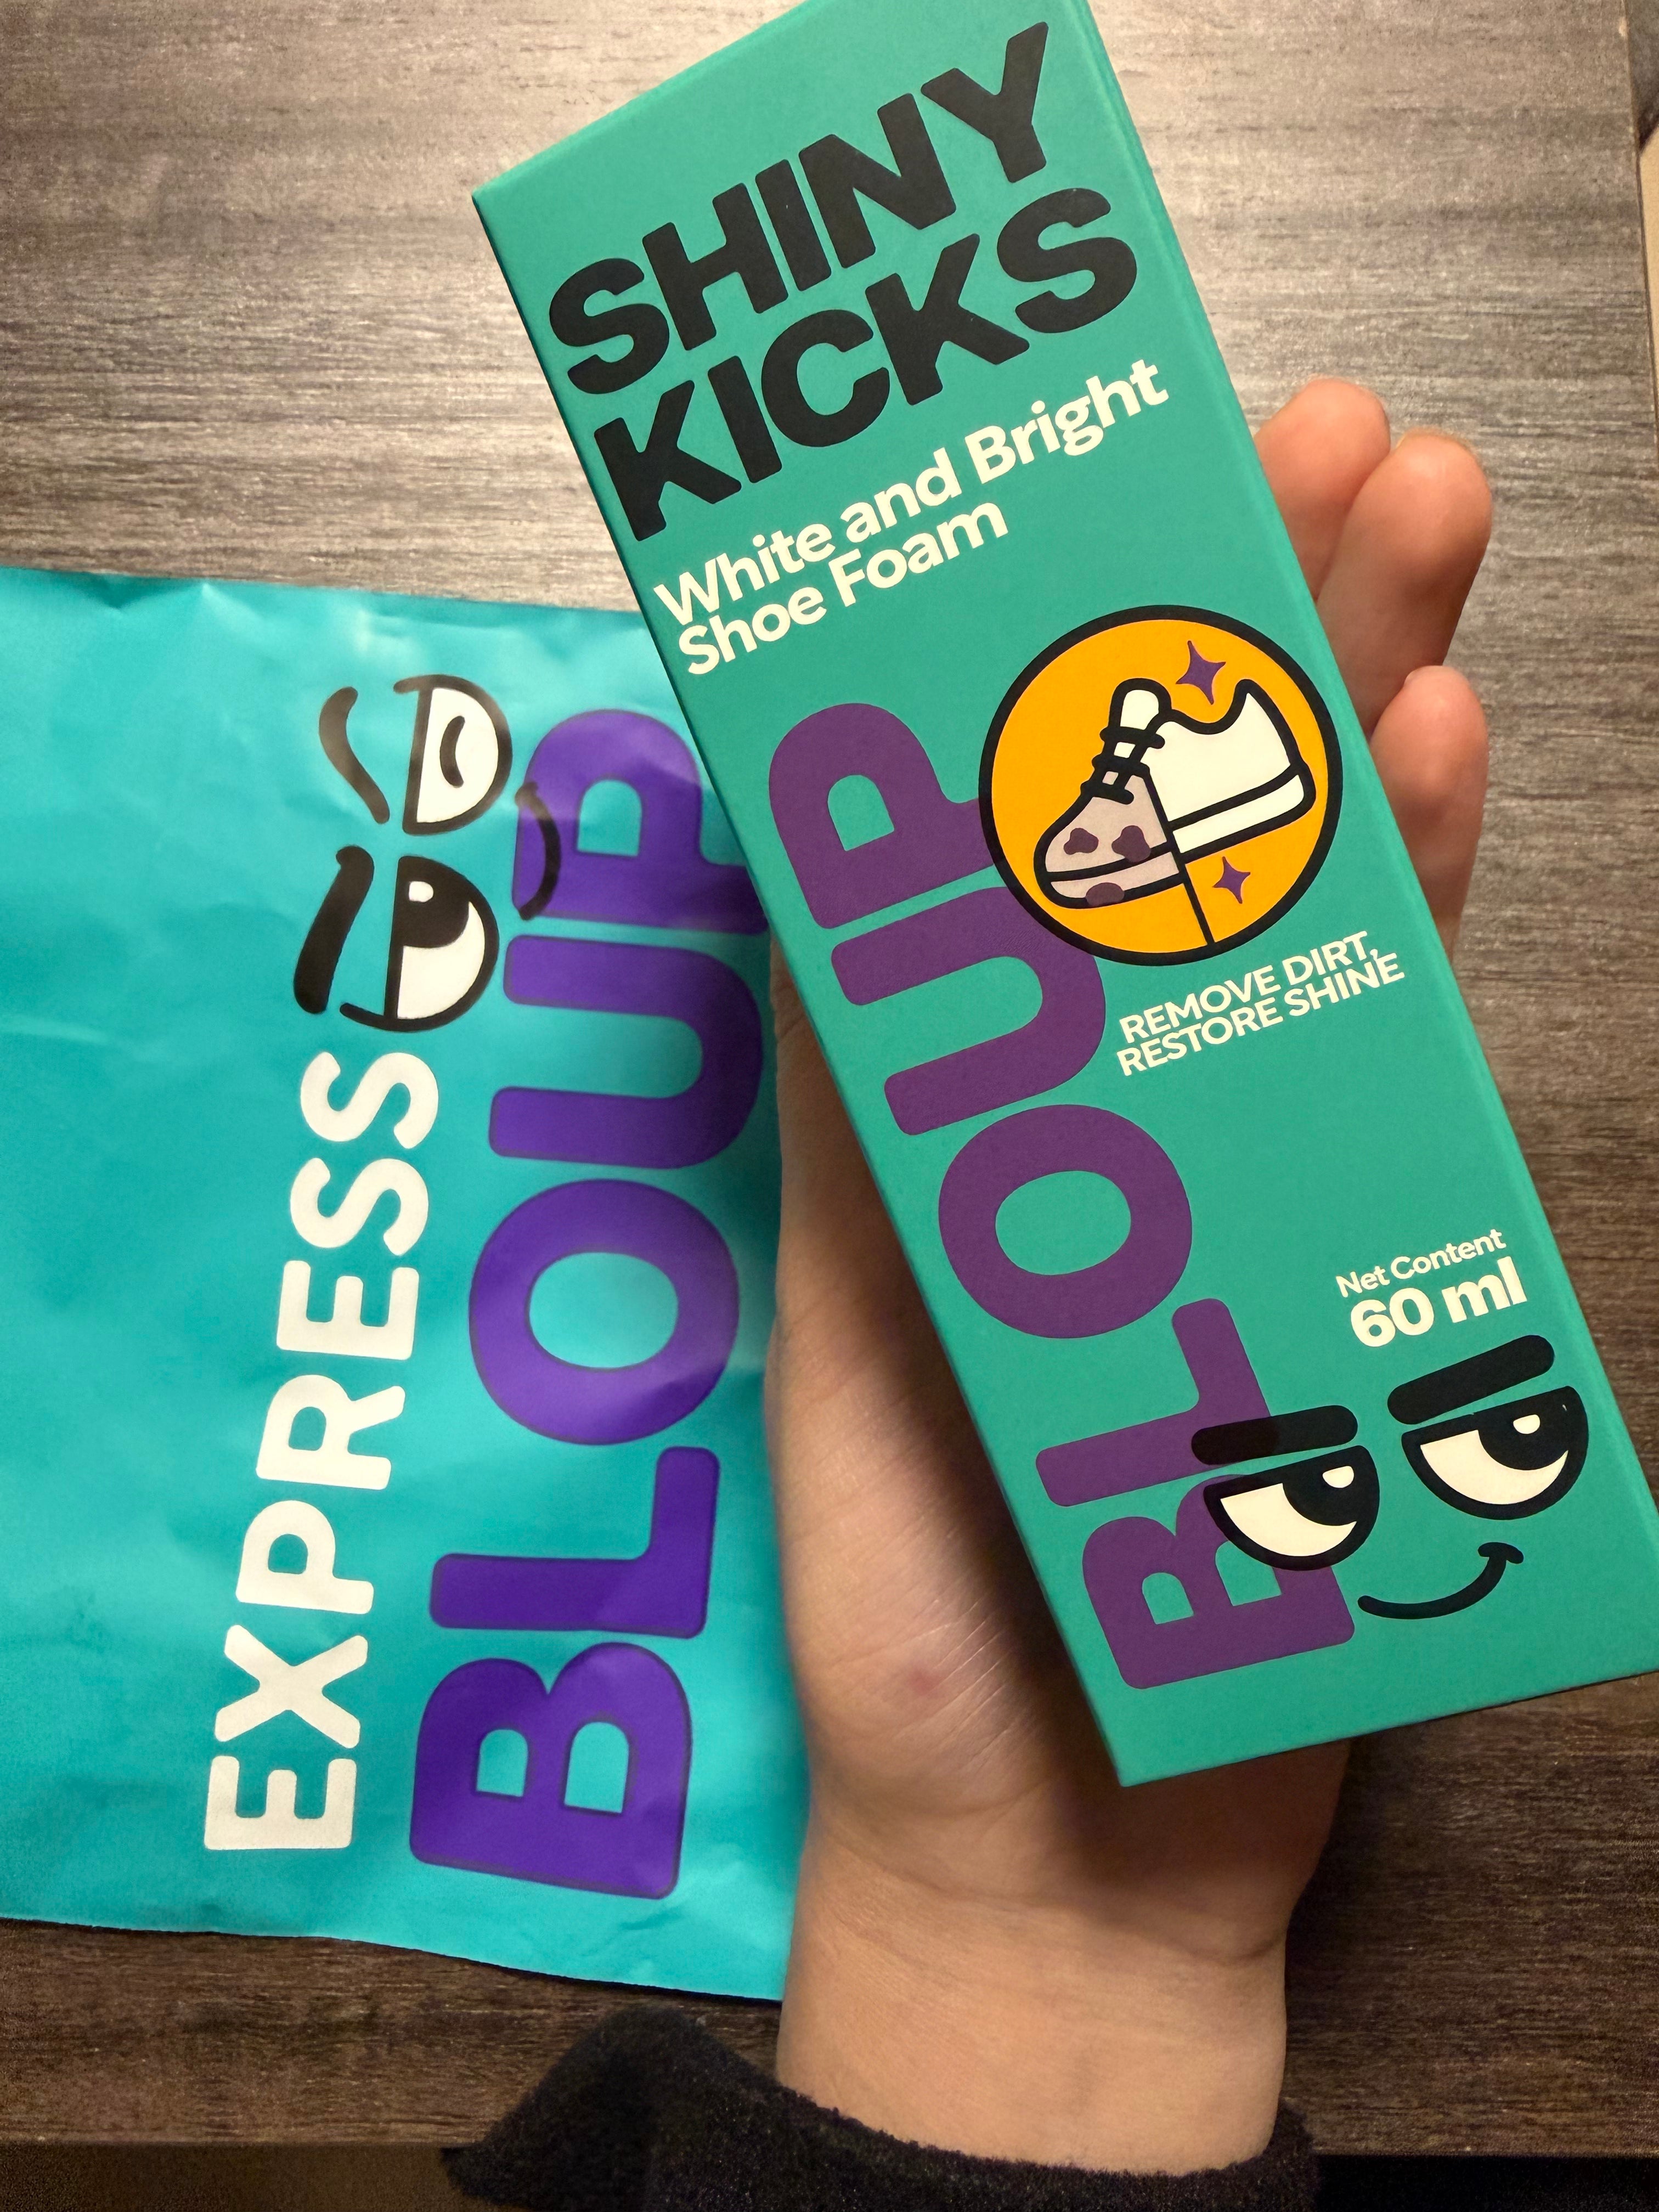 SHINY
KICKS
White and Bright
Shoe Foam
BLOUP
REMOVE DIRT,
RESTORE SHINE
Net Content
60 ml
EXPRESS
BLOUP